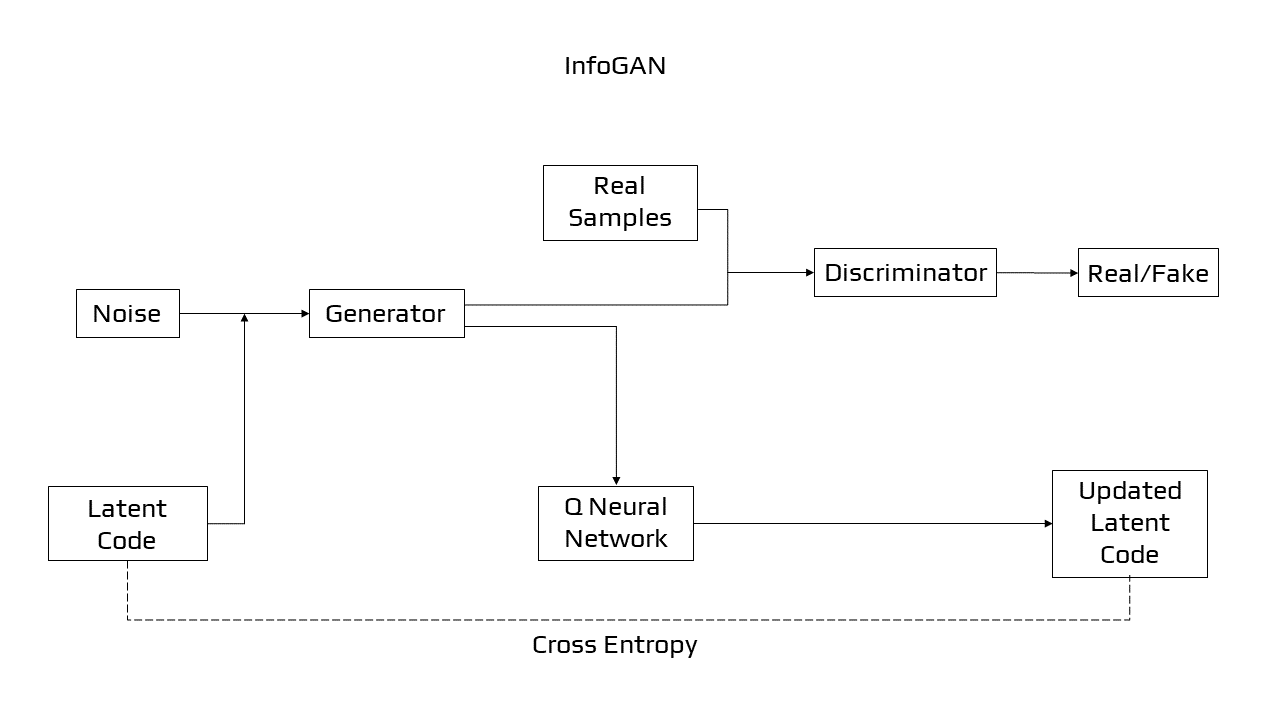 InfoGAN
Real
Samples
Discriminator
Real/Fake
Noise
Generator
Latent
Code
Q Neural
Network
Updated
Latent
Code
Cross Entropy